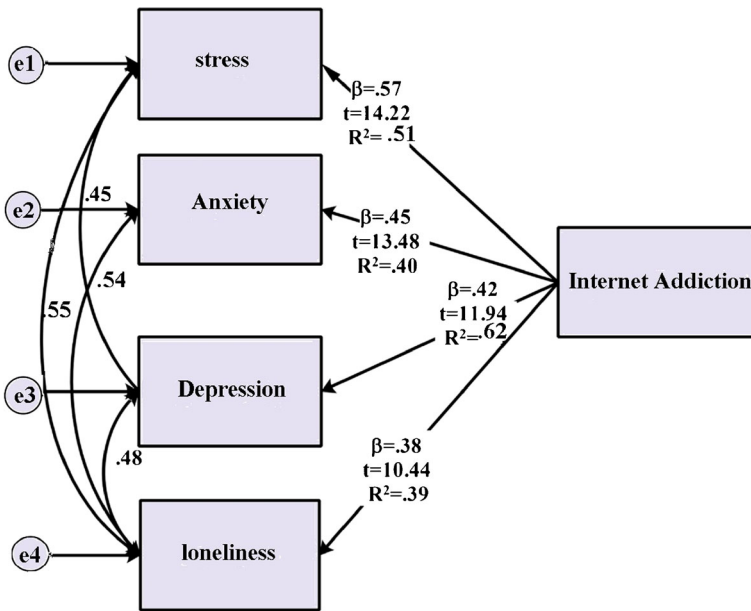 e1
stress
β=.57
t=14.22
R²= .51
e2
Anxiety
.45
β=.45
t=13.48
R²=.40
Internet Addiction
.54
.55
β=.42
t=11.94
R²=.62
e3
Depression
.48
β=.38
t=10.44
R²=.39
e4
loneliness